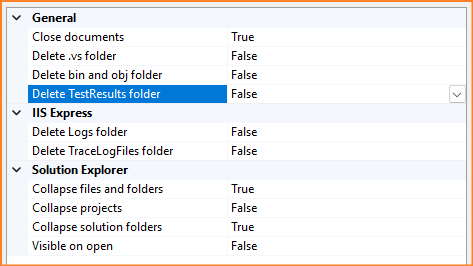 General
Close documents True
Delete .vs folder False
Delete bin and obj folder False
Delete TestResults folder False
IIS Express
Delete Logs folder False
Delete TraceLogFiles folder False
Solution Explorer
Collapse files and folders True
Collapse projects False
Collapse solution folders True
Visible on open False